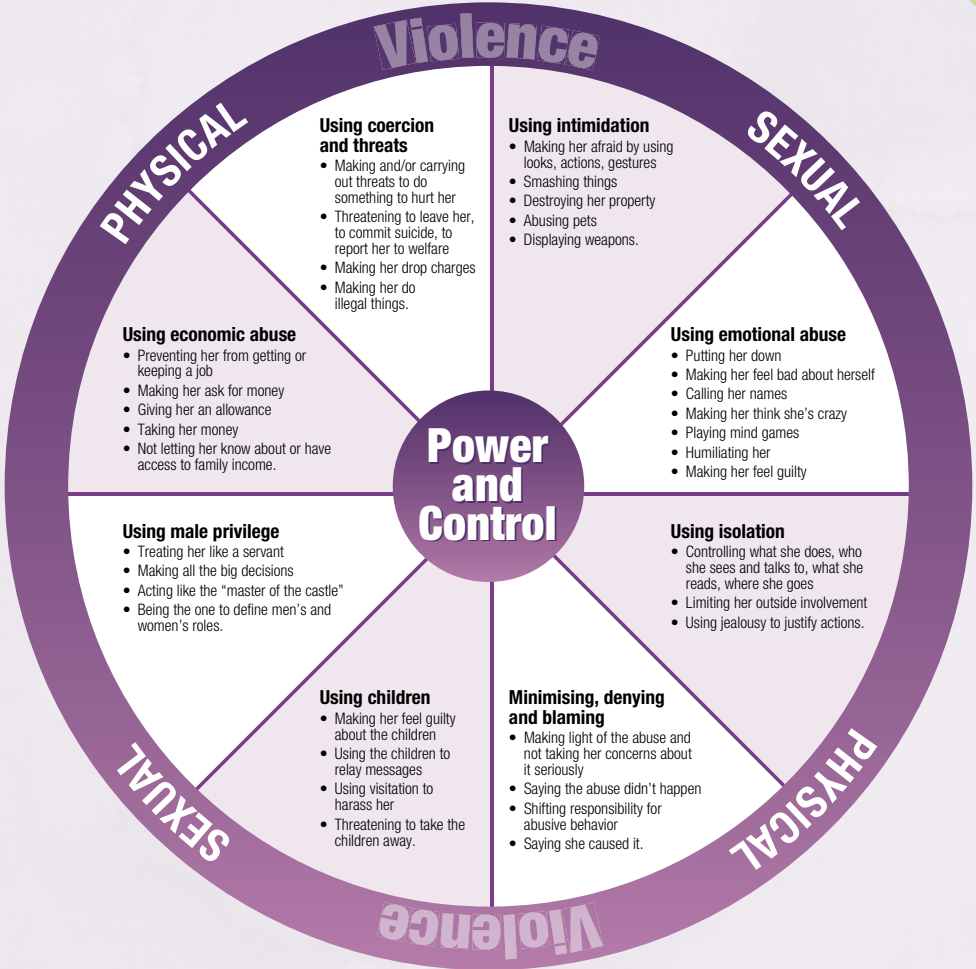 Violence
PHYSICAL
SEXUAL
Using coercion
and threats
• Making and/or carrying
out threats to do
something to hurt her
• Threatening to leave her,
to commit suicide, to
report her to welfare
• Making her drop charges
• Making her do
illegal things.
Using intimidation
• Making her afraid by using
looks, actions, gestures
• Smashing things
• Destroying her property
• Abusing pets
• Displaying weapons.
Using economic abuse
• Preventing her from getting or
keeping a job
• Making her ask for money
• Giving her an allowance
• Taking her money
• Not letting her know about or have
access to family income.
Using emotional abuse
• Putting her down
• Making her feel bad about herself
• Calling her names
• Making her think she's crazy
• Playing mind games
• Humiliating her
• Making her feel guilty
Power
and
Control
Using male privilege
• Treating her like a servant
• Making all the big decisions
• Acting like the “master of the castle”
• Being the one to define men's and
women's roles.
Using isolation
• Controlling what she does, who
she sees and talks to, what she
reads, where she goes
• Limiting her outside involvement
• Using jealousy to justify actions.
Using children
• Making her feel guilty
about the children
• Using the children to
relay messages
• Using visitation to
harass her
• Threatening to take the
children away.
Minimising, denying
and blaming
• Making light of the abuse and
not taking her concerns about
it seriously
• Saying the abuse didn't happen
• Shifting responsibility for
abusive behavior
• Saying she caused it.
SEXUAL
PHYSICAL
Violence